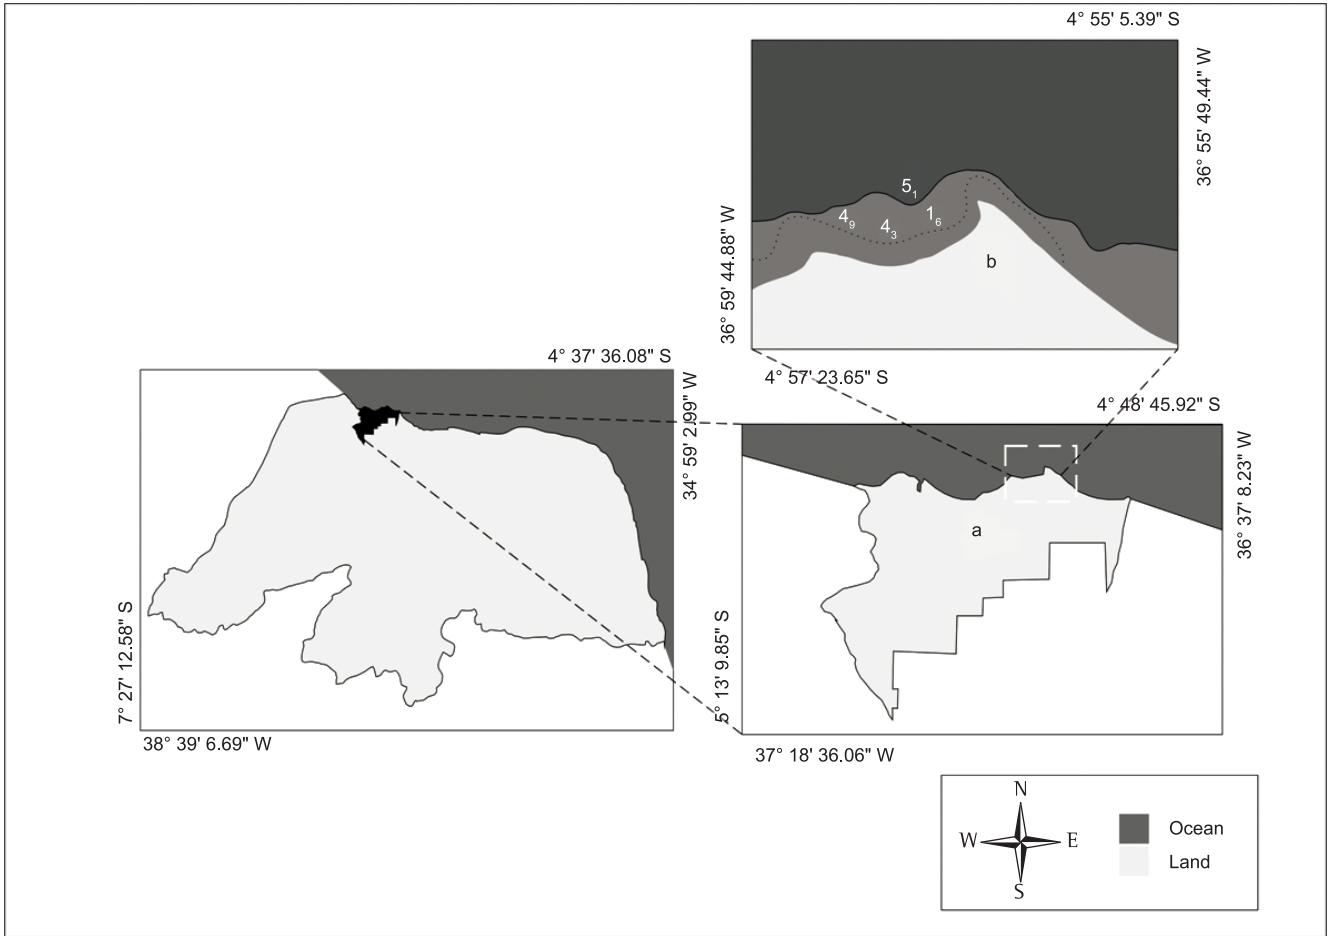 4° 55' 5.39" S
36° 55' 49.44" W
36° 59' 44.88" W
5₁
4₉
4₃
1₆
b
4° 57' 23.65" S
4° 37' 36.08" S
34° 59' 2.99" W
7° 27' 12.58" S
38° 39' 6.69" W
4° 48' 45.92" S
36° 37' 8.23" W
a
5° 13' 9.85" S
37° 18' 36.06" W
N
W
E
S
Ocean
Land